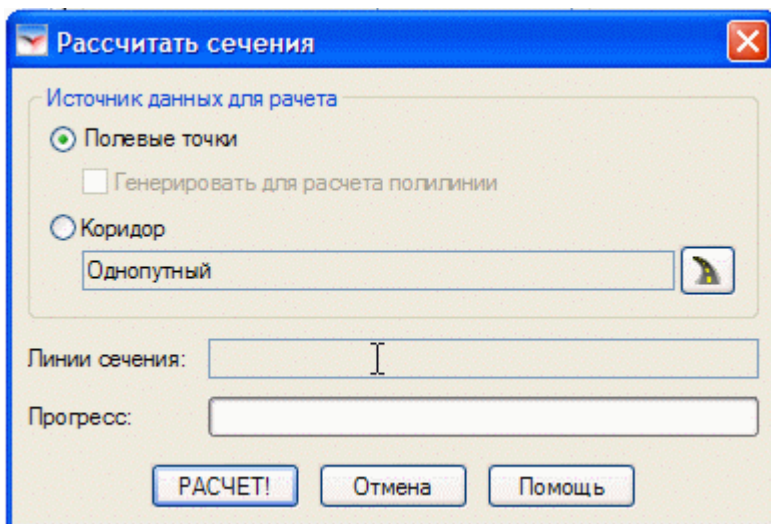 Рассчитать сечения
Источник данных для рачета
Полевые точки
Генерировать для расчета полилинии
Коридор
Однопутный
Линии сечения:
Прогресс:
РАСЧЕТ! Отмена Помощь